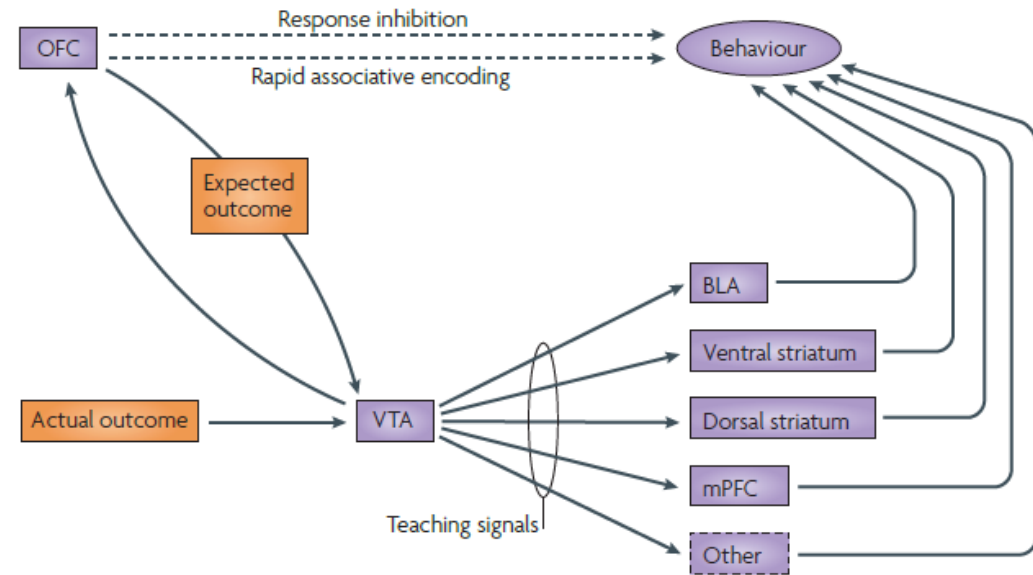 Response inhibition
OFC
Behaviour
Rapid associative encoding
Expected
outcome
BLA
Ventral striatum
Actual outcome
VTA
Dorsal striatum
mPFC
Teaching signals
Other